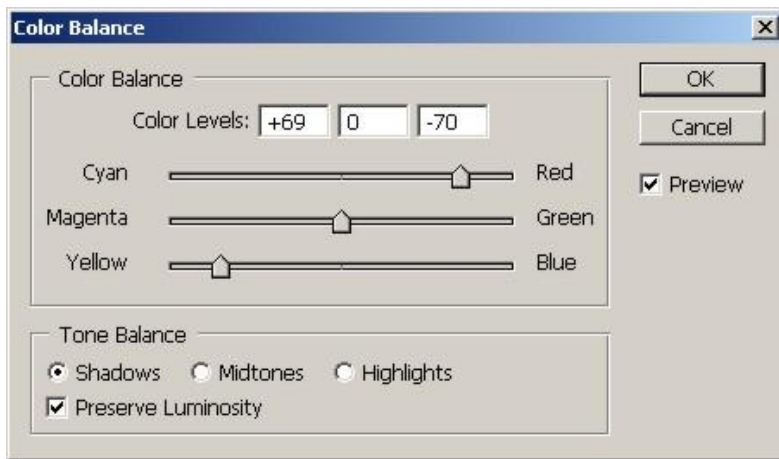 Color Balance
Color Balance
OK
Color Levels: +69 0 -70
Cancel
Cyan Red
Preview
Magenta Green
Yellow Blue
Tone Balance
Shadows Midtones Highlights
Preserve Luminosity